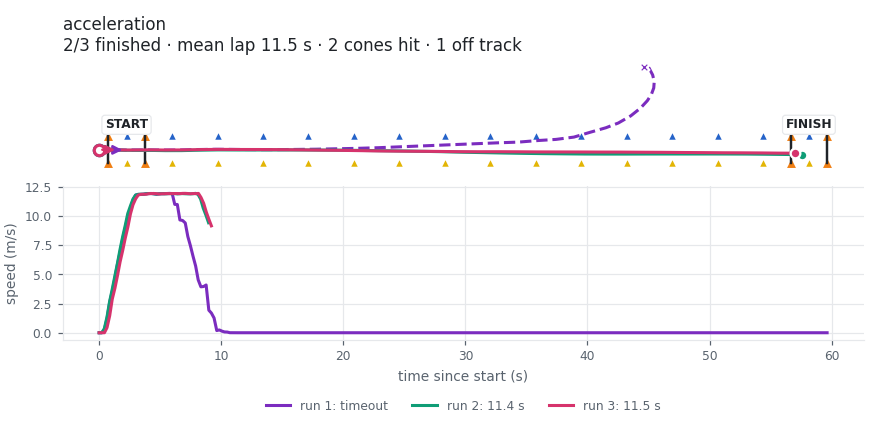 acceleration
2/3 finished · mean lap 11.5 s · 2 cones hit · 1 off track
START
FINISH
12.5
10.0
7.5
5.0
2.5
0.0
speed (m/s)
0 10 20 30 40 50 60
time since start (s)
run 1: timeout run 2: 11.4 s run 3: 11.5 s